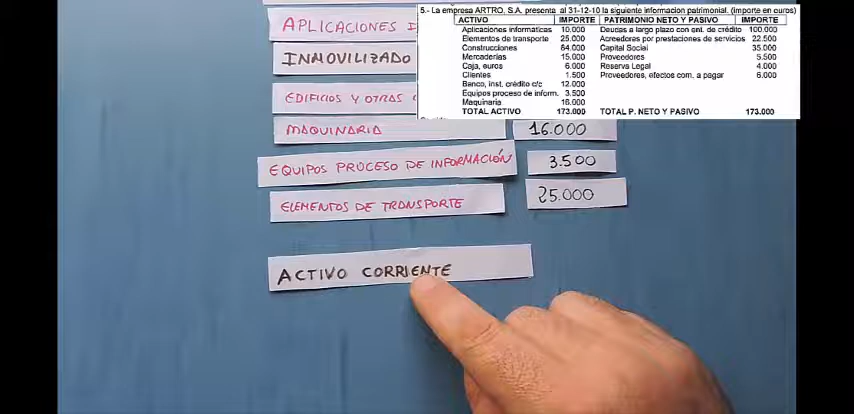 APLICACIONES
INMOVILIZADO
EDIFICIOS Y OTRAS
MAQUINARIA 16.000
EQUIPOS PROCESO DE INFORMACIÓN 3.500
ELEMENTOS DE TRANSPORTE 25.000
ACTIVO CORRIENTE
5.- La empresa ARTRO, S.A. presenta al 31-12-10 la siguiente informacion patrimonial. (importe en euros)
ACTIVO IMPORTE PATRIMONIO NETO Y PASIVO IMPORTE
Aplicaciones informáticas 10.000 Deudas a largo plazo con ent. de crédito 100.000
Elementos de transporte 25.000 Acreedores por prestaciones de servicios 22.500
Construcciones 84.000 Capital Social 35.000
Mercaderías 15.000 Proveedores 5.500
Caja, euros 6.000 Reserva Legal 4.000
Clientes 1.500 Proveedores, efectos com. a pagar 6.000
Banco, inst. crédito c/c 12.000
Equipos proceso de inform. 3.500
Maquinaria 16.000
TOTAL ACTIVO 173.000 TOTAL P. NETO Y PASIVO 173.000